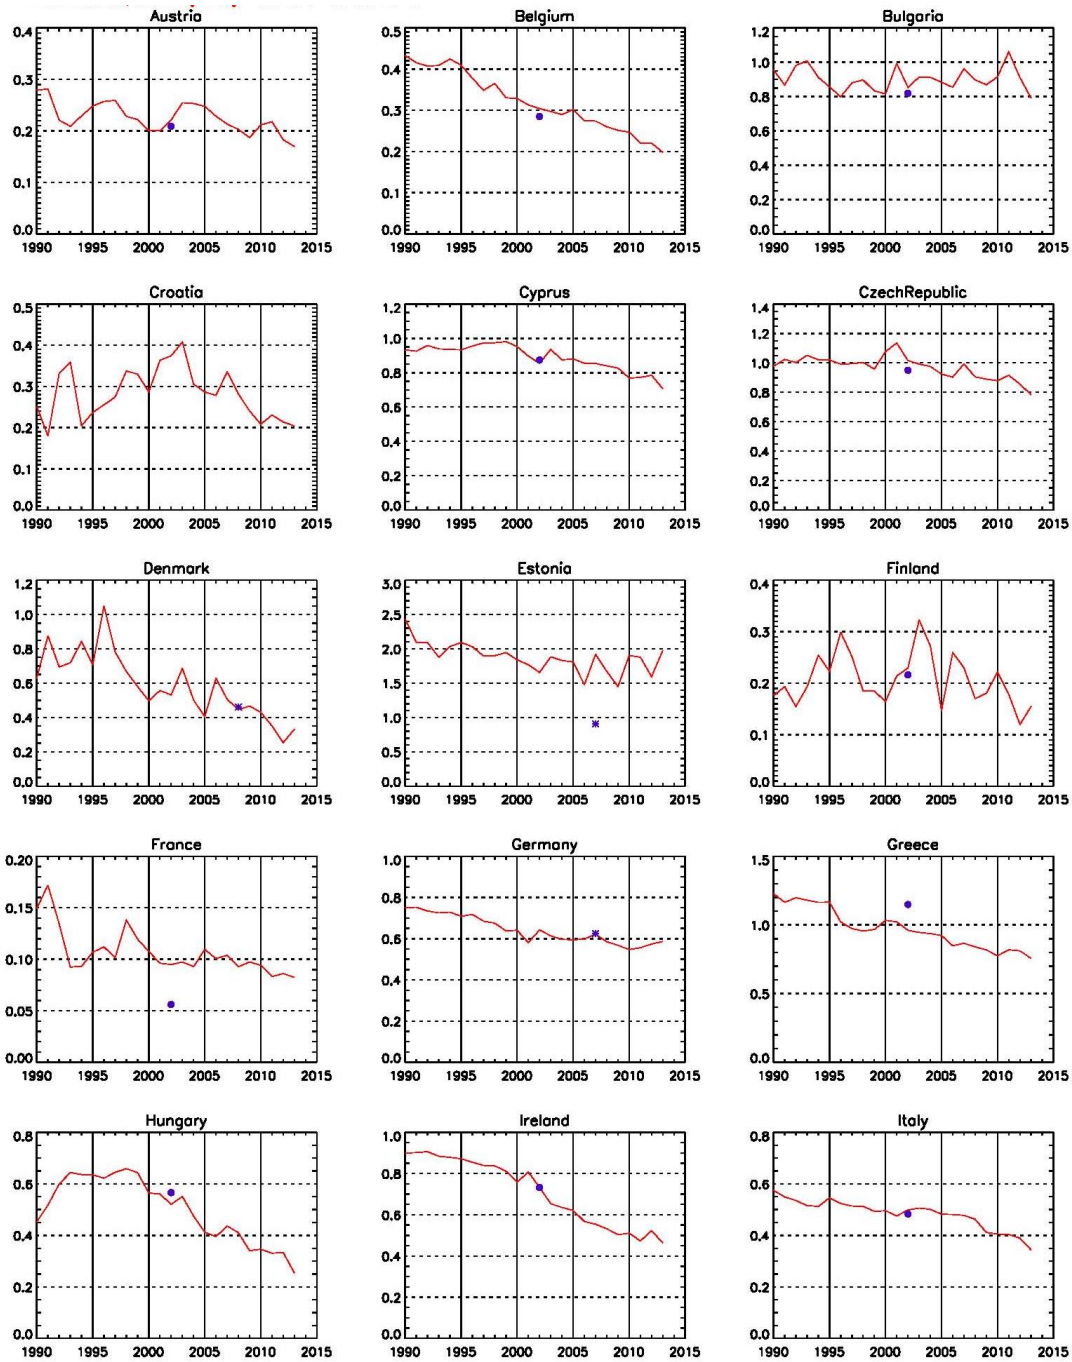 Austria Belgium Bulgaria
0.4 0.5 1.2
0.3 0.4 1.0
0.2 0.3 0.8
0.1 0.2 0.6
0.0 0.1 0.4
0.0 0.2
0.0
1990 1995 2000 2005 2010 2015 1990 1995 2000 2005 2010 2015 1990 1995 2000 2005 2010 2015
Croatia Cyprus CzechRepublic
0.5 1.2 1.4
0.4 1.0 1.2
0.3 0.8 1.0
0.2 0.6 0.8
0.1 0.4 0.6
0.0 0.2 0.4
0.0 0.2
0.0
1990 1995 2000 2005 2010 2015 1990 1995 2000 2005 2010 2015 1990 1995 2000 2005 2010 2015
Denmark Estonia Finland
1.2 3.0 0.4
1.0 2.5 0.3
0.8 2.0 0.2
0.6 1.5 0.1
0.4 1.0 0.0
0.2 0.5
0.0 0.0
1990 1995 2000 2005 2010 2015 1990 1995 2000 2005 2010 2015 1990 1995 2000 2005 2010 2015
France Germany Greece
0.20 1.0 1.5
0.15 0.8 1.0
0.10 0.6 0.5
0.05 0.4 0.0
0.00 0.2
0.0
1990 1995 2000 2005 2010 2015 1990 1995 2000 2005 2010 2015 1990 1995 2000 2005 2010 2015
Hungary Ireland Italy
0.8 1.0 0.8
0.6 0.8 0.6
0.4 0.6 0.4
0.2 0.4 0.2
0.0 0.2 0.0
0.0
1990 1995 2000 2005 2010 2015 1990 1995 2000 2005 2010 2015 1990 1995 2000 2005 2010 2015